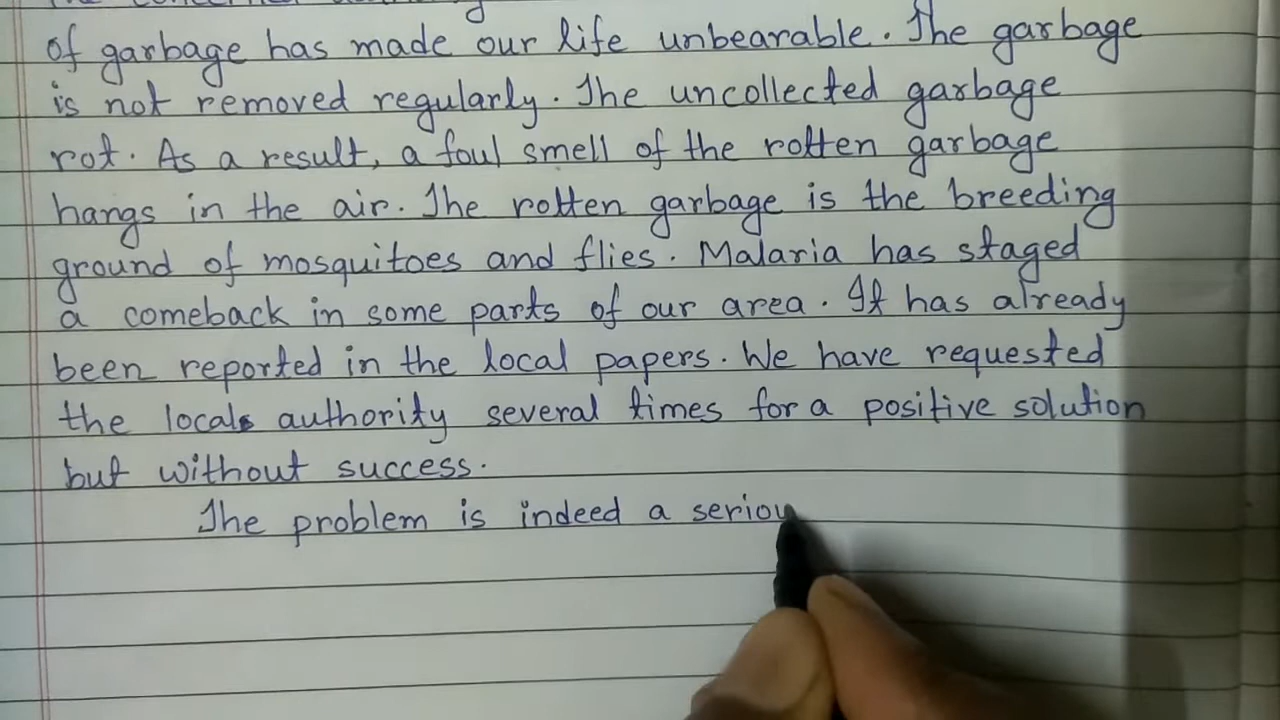 of garbage has made our life unbearable. The garbage
is not removed regularly. The uncollected garbage
rot. As a result, a foul smell of the rotten garbage
hangs in the air. The rotten garbage is the breeding
ground of mosquitoes and flies. Malaria has staged
a comeback in some parts of our area. It has already
been reported in the local papers. We have requested
the locals authority several times for a positive solution
but without success.
The problem is indeed a seriou